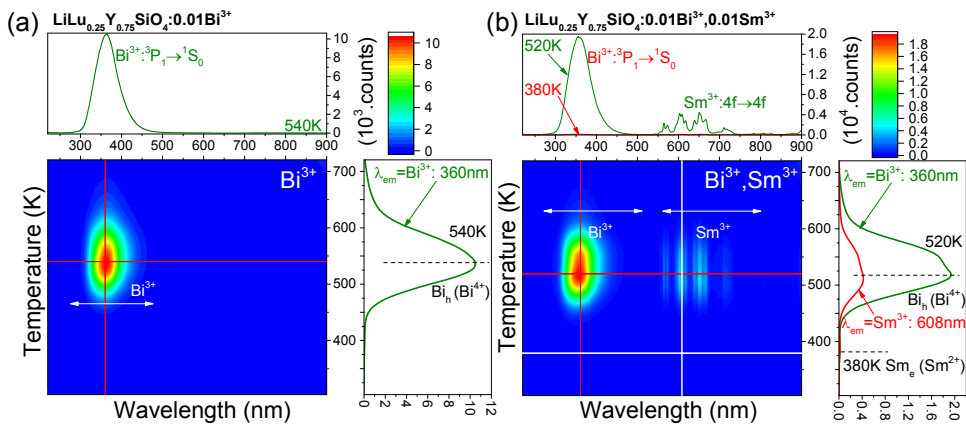 (a)
LiLu0.25Y0.75SiO4:0.01Bi3+
Bi3+:3P1→1S0
540K
200 300 400 500 600 700 800 900
0 2 4 6 8 10
0 2 4 6 8 10
(10^3.counts)
Bi3+
Bi3+
Temperature (K)
Wavelength (nm)
700
600
500
400
λem=Bi3+: 360nm
540K
Bih (Bi4+)
0 2 4 6 8 10 12
(b)
LiLu0.25Y0.75SiO4:0.01Bi3+,0.01Sm3+
520K
Bi3+:3P1→1S0
380K
Sm3+:4f→4f
200 300 400 500 600 700 800 900
0.0 0.4 0.8 1.2 1.6 2.0
0.0 0.2 0.4 0.6 0.8 1.0 1.2 1.4 1.6 1.8
(10^4.counts)
Bi3+,Sm3+
Bi3+
Sm3+
Temperature (K)
Wavelength (nm)
700
600
500
400
λem=Bi3+: 360nm
520K
Bih (Bi4+)
λem=Sm3+: 608nm
380K Sme (Sm2+)
0.0 0.6 1.2 1.8 2.4